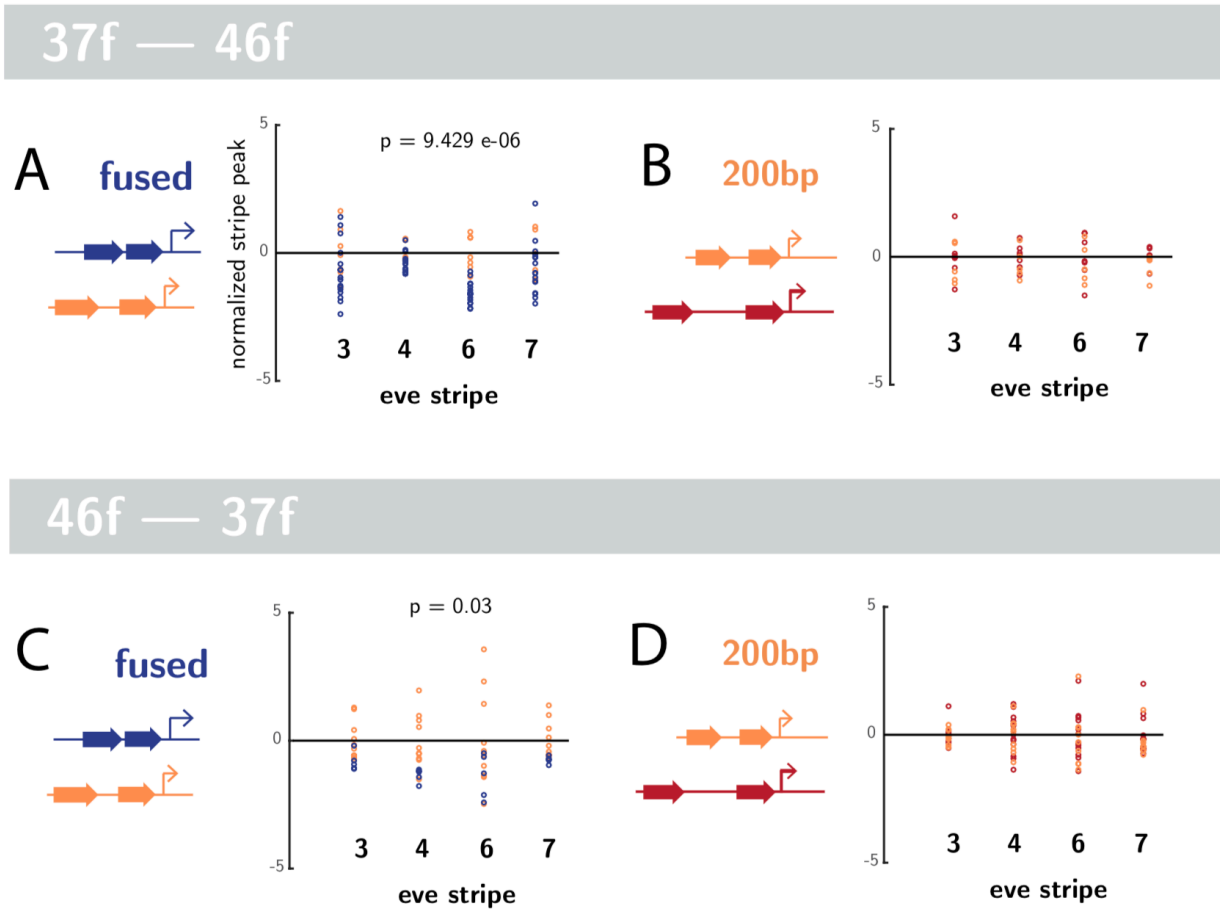 37f — 46f
A
fused
normalized stripe peak
5
0
-5
p = 9.429 e-06
3 4 6 7
eve stripe
B
200bp
5
0
-5
3 4 6 7
eve stripe
46f — 37f
C
fused
5
0
-5
p = 0.03
3 4 6 7
eve stripe
D
200bp
5
0
-5
3 4 6 7
eve stripe